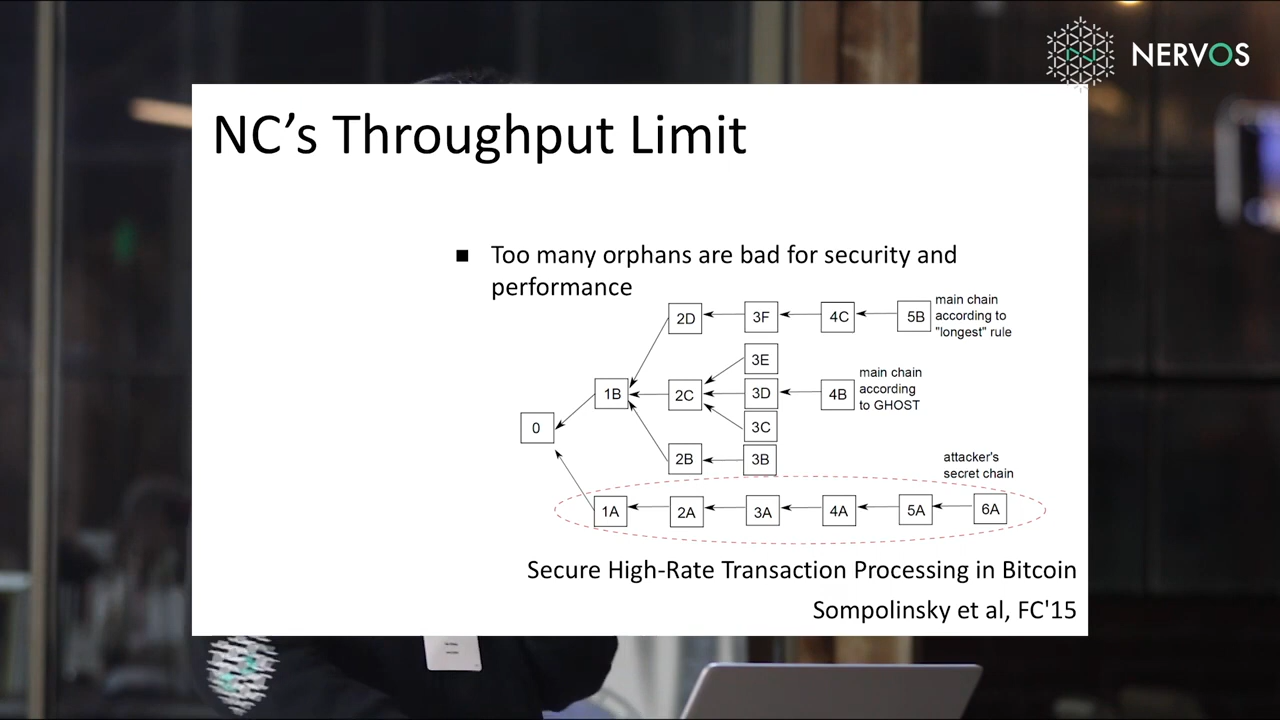 NERVOS
NC’s Throughput Limit
■ Too many orphans are bad for security and
performance
main chain
according to
"longest" rule
2D
3F
4C
5B
3E
main chain
according
to GHOST
1B
2C
3D
4B
0
3C
2B
3B
attacker's
secret chain
1A
2A
3A
4A
5A
6A
Secure High-Rate Transaction Processing in Bitcoin
Sompolinsky et al, FC'15